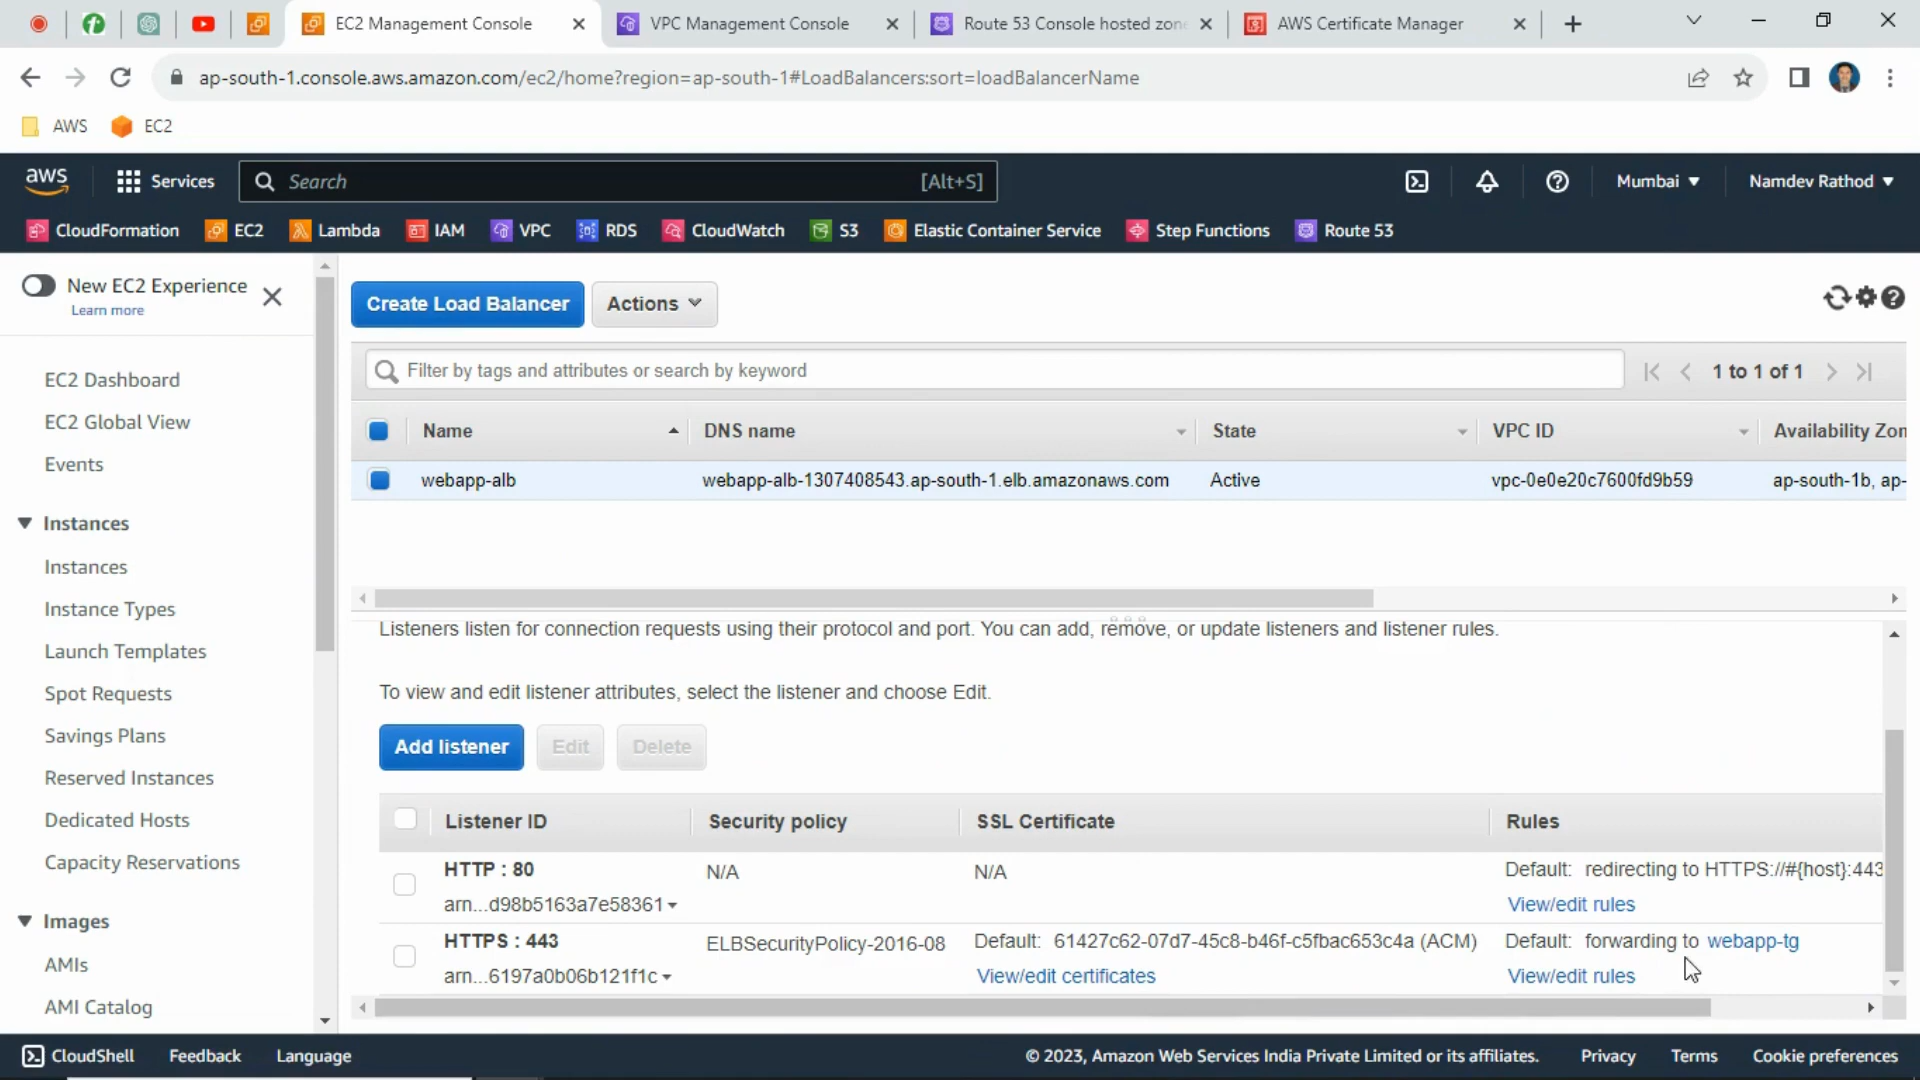 EC2 Management Console
VPC Management Console
Route 53 Console hosted zone
AWS Certificate Manager
ap-south-1.console.aws.amazon.com/ec2/home?region=ap-south-1#LoadBalancers:sort=loadBalancerName
AWS
EC2
aws
Services
Search
[Alt+S]
Mumbai
Namdev Rathod
CloudFormation
EC2
Lambda
IAM
VPC
RDS
CloudWatch
S3
Elastic Container Service
Step Functions
Route 53
New EC2 Experience
Learn more
EC2 Dashboard
EC2 Global View
Events
Instances
Instances
Instance Types
Launch Templates
Spot Requests
Savings Plans
Reserved Instances
Dedicated Hosts
Capacity Reservations
Images
AMIs
AMI Catalog
Create Load Balancer
Actions
Filter by tags and attributes or search by keyword
1 to 1 of 1
Name
DNS name
State
VPC ID
Availability Zon
webapp-alb
webapp-alb-1307408543.ap-south-1.elb.amazonaws.com
Active
vpc-0e0e20c7600fd9b59
ap-south-1b, ap-
Listeners listen for connection requests using their protocol and port. You can add, remove, or update listeners and listener rules.
To view and edit listener attributes, select the listener and choose Edit.
Add listener
Edit
Delete
Listener ID
Security policy
SSL Certificate
Rules
HTTP : 80
arn...d98b5163a7e58361
N/A
N/A
Default: redirecting to HTTPS://#{host}:443
View/edit rules
HTTPS : 443
arn...6197a0b06b121f1c
ELBSecurityPolicy-2016-08
Default: 61427c62-07d7-45c8-b46f-c5fbac653c4a (ACM)
View/edit certificates
Default: forwarding to webapp-tg
View/edit rules
CloudShell
Feedback
Language
© 2023, Amazon Web Services India Private Limited or its affiliates.
Privacy
Terms
Cookie preferences